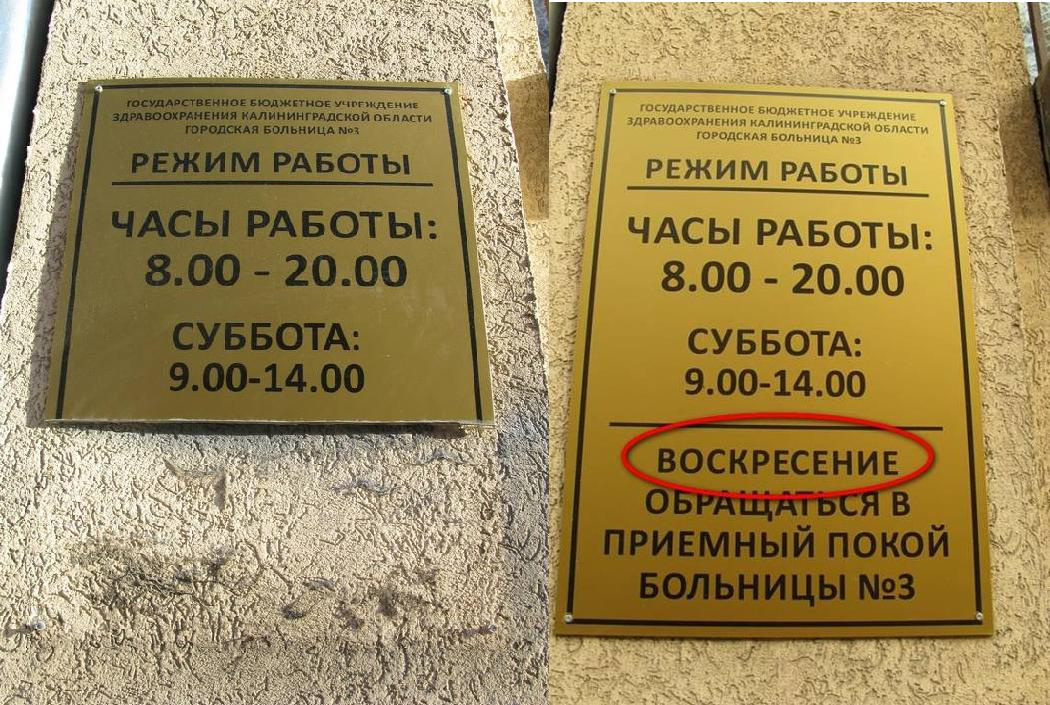 ГОСУДАРСТВЕННОЕ БЮДЖЕТНОЕ УЧРЕЖДЕНИЕ
ЗДРАВООХРАНЕНИЯ КАЛИНИНГРАДСКОЙ ОБЛАСТИ
ГОРОДСКАЯ БОЛЬНИЦА №3
РЕЖИМ РАБОТЫ
ЧАСЫ РАБОТЫ:
8.00 - 20.00
СУББОТА:
9.00-14.00
ГОСУДАРСТВЕННОЕ БЮДЖЕТНОЕ УЧРЕЖДЕНИЕ
ЗДРАВООХРАНЕНИЯ КАЛИНИНГРАДСКОЙ ОБЛАСТИ
ГОРОДСКАЯ БОЛЬНИЦА №3
РЕЖИМ РАБОТЫ
ЧАСЫ РАБОТЫ:
8.00 - 20.00
СУББОТА:
9.00-14.00
ВОСКРЕСЕНИЕ
ОБРАЩАТЬСЯ В
ПРИЕМНЫЙ ПОКОЙ
БОЛЬНИЦЫ №3